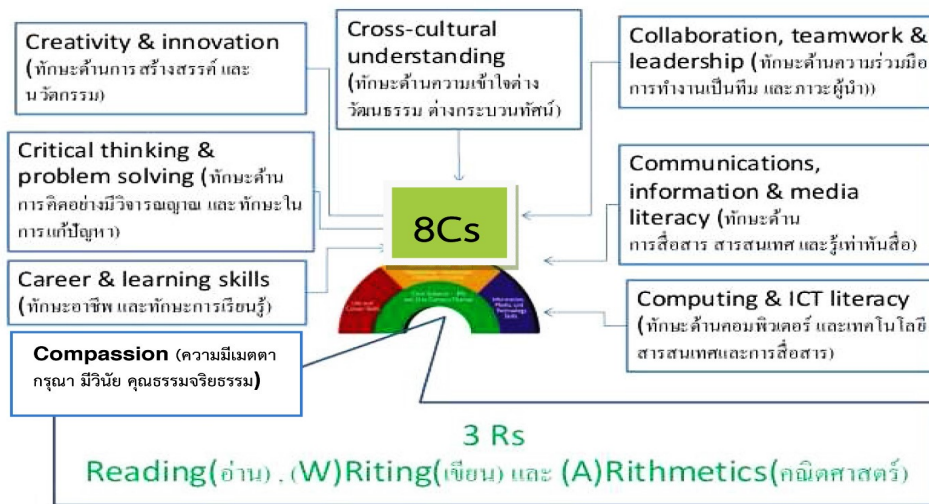 Creativity & innovation
(ทักษะด้านการสร้างสรรค์ และ
นวัตกรรม)
Cross-cultural
understanding
(ทักษะด้านความเข้าใจต่าง
วัฒนธรรม ต่างกระบวนทัศน์)
Collaboration, teamwork &
leadership (ทักษะด้านความร่วมมือ
การทำงานเป็นทีม และภาวะผู้นำ))
Critical thinking &
problem solving (ทักษะด้าน
การคิดอย่างมีวิจารณญาณ และทักษะใน
การแก้ปัญหา)
8Cs
Communications,
information & media
literacy (ทักษะด้าน
การสื่อสาร สารสนเทศ และรู้เท่าทันสื่อ)
Career & learning skills
(ทักษะอาชีพ และทักษะการเรียนรู้)
Life and
Career Skills
Information,
Media, and
Technology
Skills
Computing & ICT literacy
(ทักษะด้านคอมพิวเตอร์ และเทคโนโลยี
สารสนเทศและการสื่อสาร)
Compassion (ความมีเมตตา
กรุณา มีวินัย คุณธรรมจริยธรรม)
3 Rs
Reading(อ่าน) , (W)Riting(เขียน) และ (A)Rithmetics(คณิตศาสตร์)